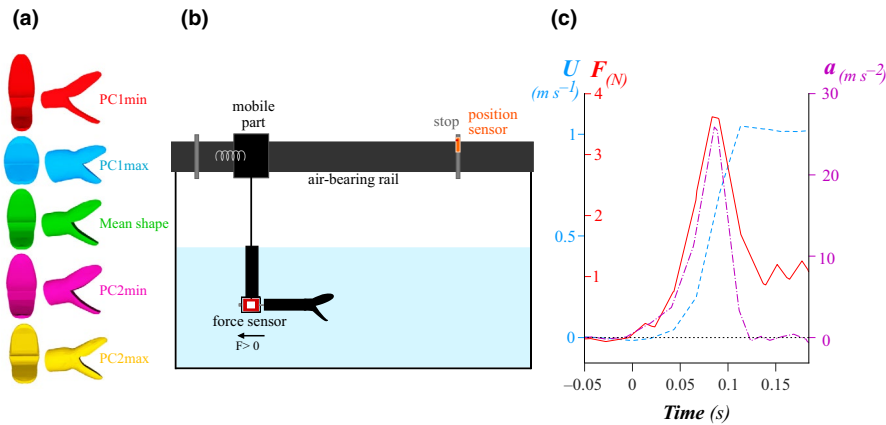 (a)
PC1min
PC1max
Mean shape
PC2min
PC2max
(b)
mobile
part
stop
position
sensor
air-bearing rail
force sensor
F> 0
(c)
U F (N)
(m s⁻¹)
a (m s⁻²)
4
3
2
1
1
0.5
0
30
20
10
0
−0.05 0 0.05 0.1 0.15
Time (s)